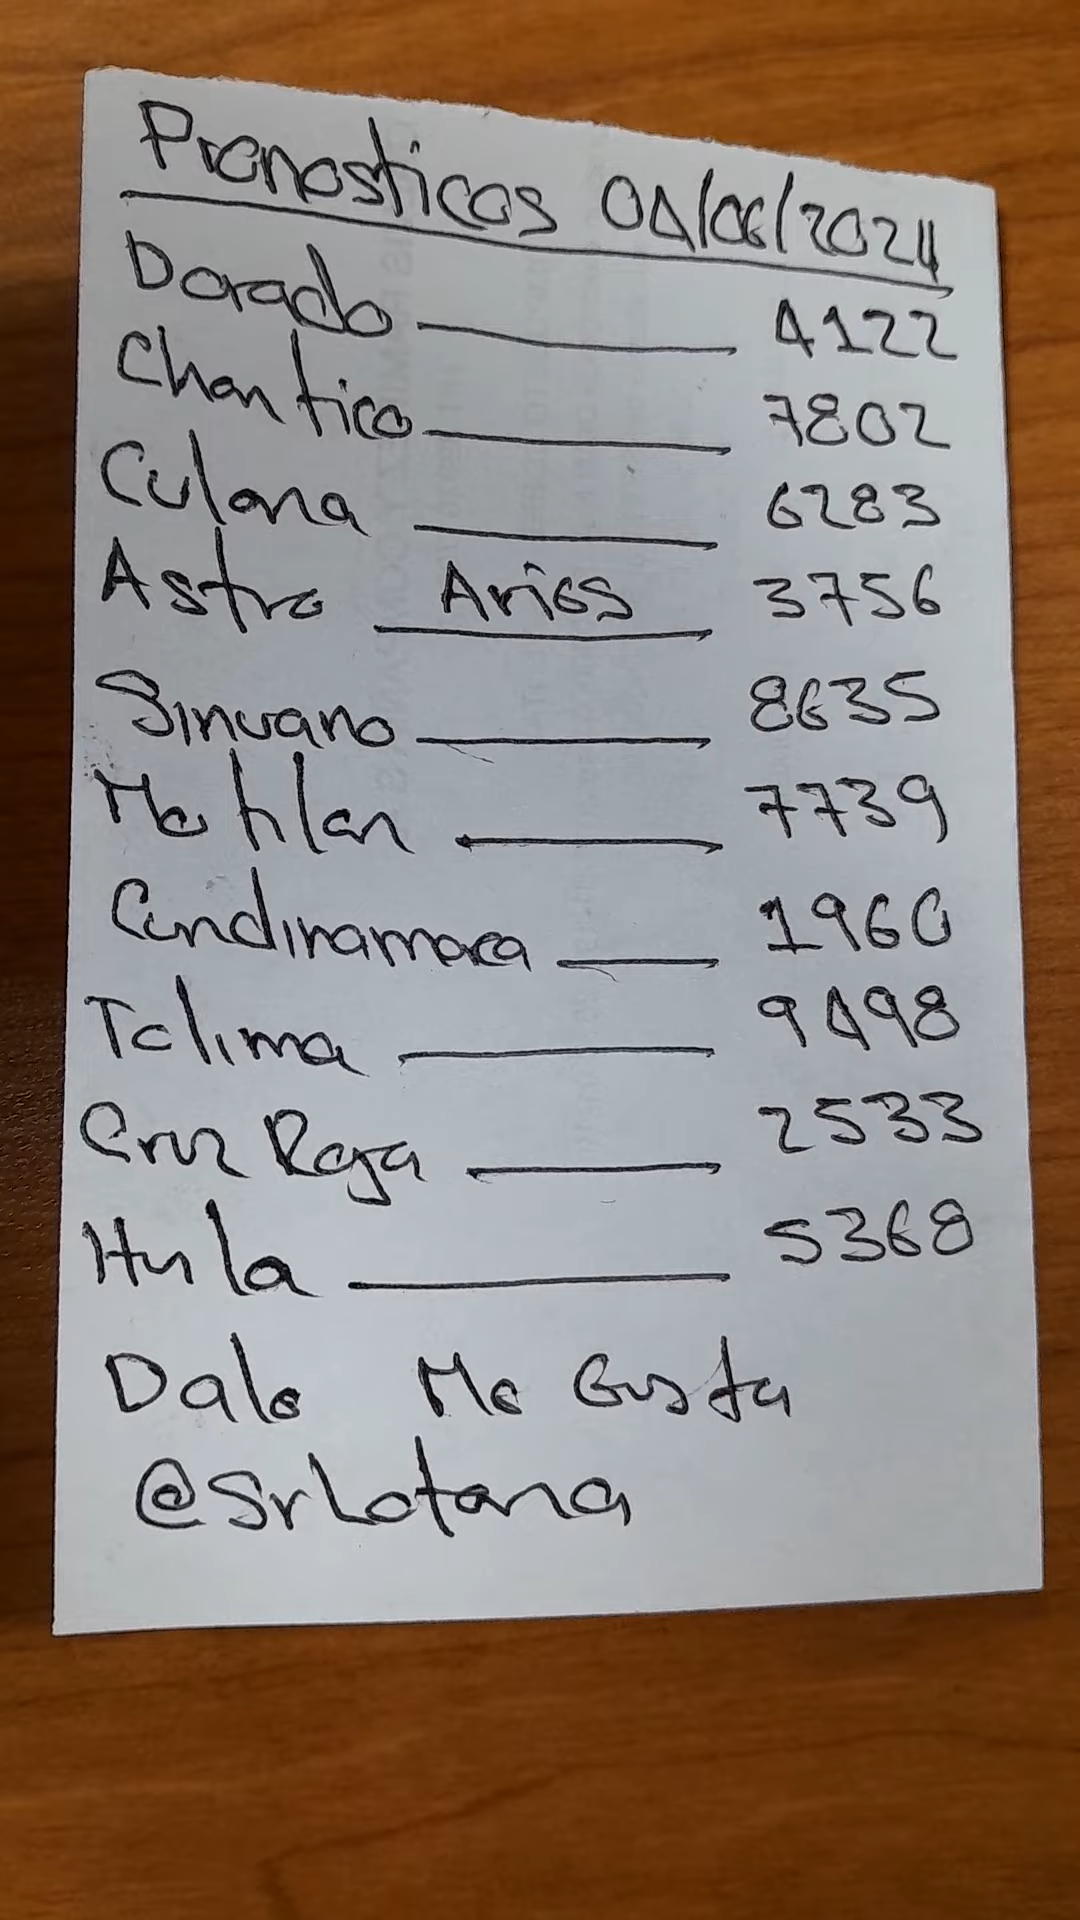 Pronosticos 04/06/2024
Dorado 4122
Chontico 7802
Culona 6283
Astro Aries 3756
Sinuano 8635
Motilon 7739
Cundinamarca 1960
Tolima 9498
Cruz Roja 2533
Huila 5368
Dale Me Gusta
@SrLotana